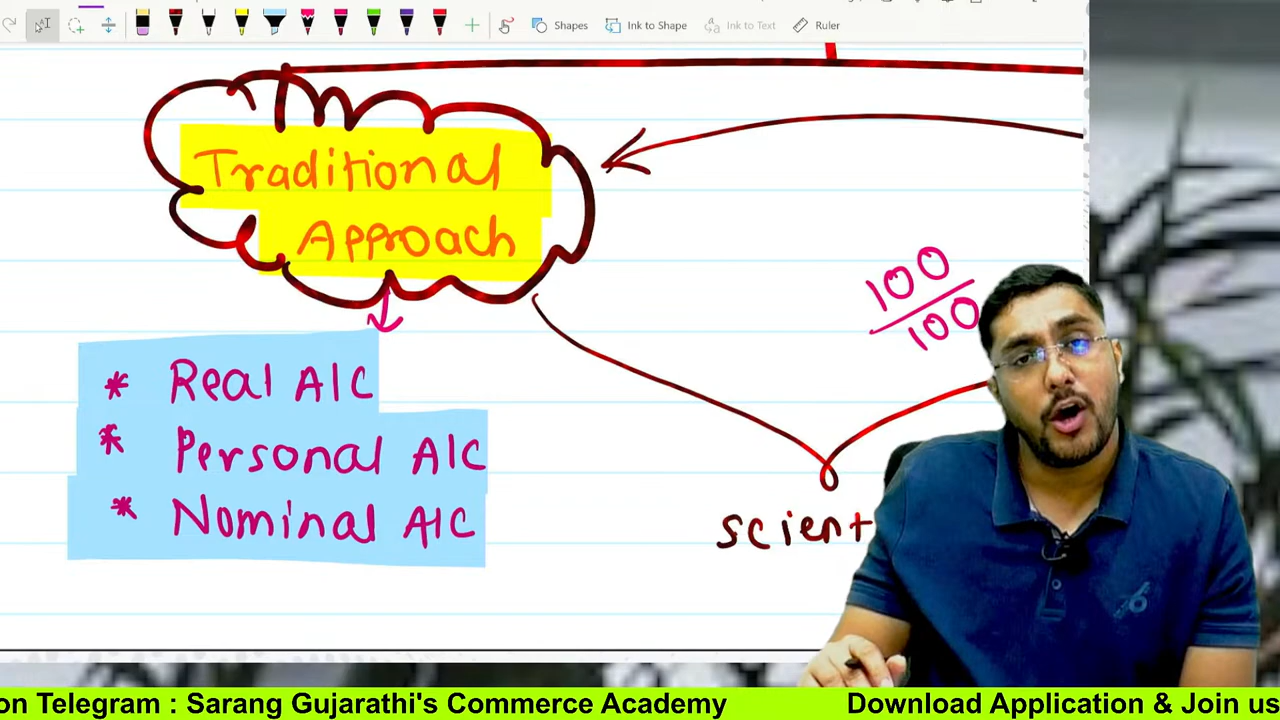 Shapes Ink to Shape Ink to Text Ruler
Traditional
Approach
100
100
* Real A/C
* Personal A/C
* Nominal A/C
scient
on Telegram : Sarang Gujarathi's Commerce Academy Download Application & Join us